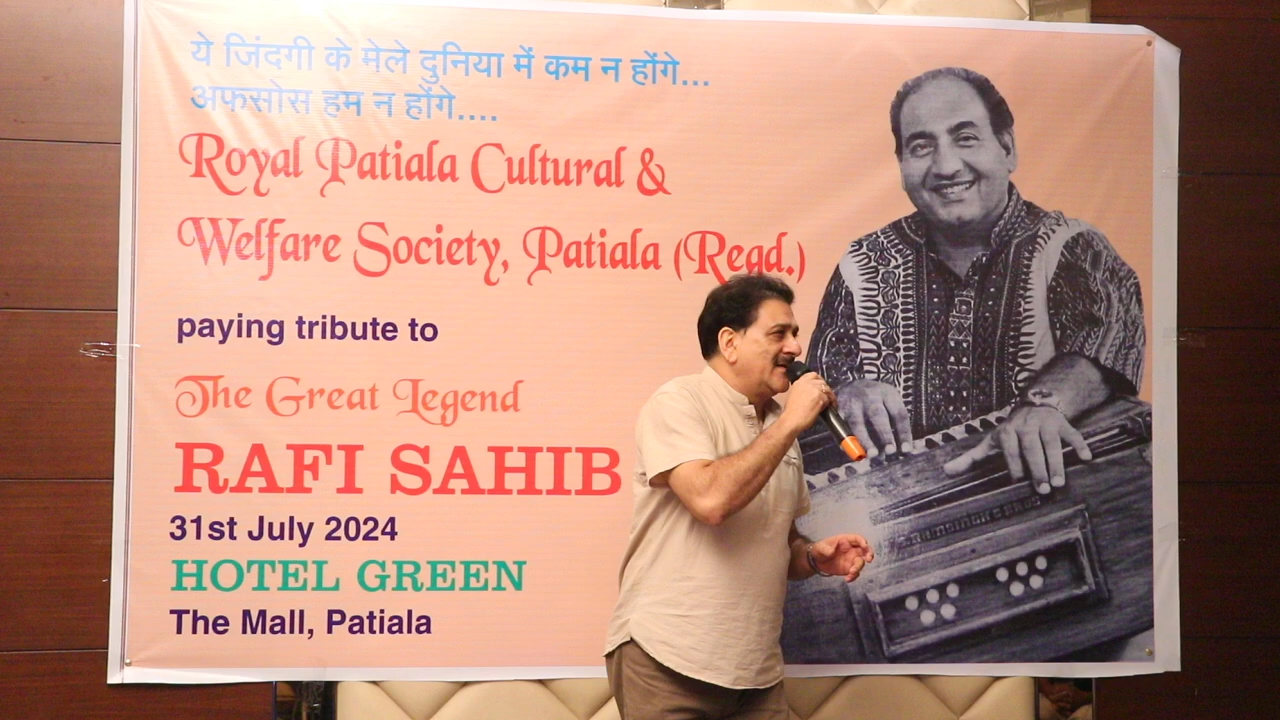 ये जिंदगी के मेले दुनिया में कम न होंगे...
अफसोस हम न होंगे....
Royal Patiala Cultural &
Welfare Society, Patiala (Regd.)
paying tribute to
The Great Legend
RAFI SAHIB
31st July 2024
HOTEL GREEN
The Mall, Patiala